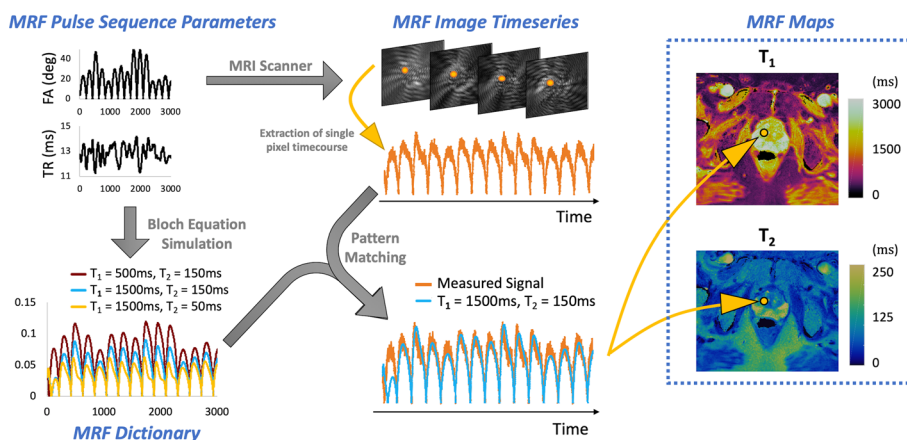 MRF Pulse Sequence Parameters
FA (deg)
40
20
0
0 1000 2000 3000
TR (ms)
15
13
11
0 1000 2000 3000
MRI Scanner
Bloch Equation
Simulation
T1 = 500ms, T2 = 150ms
T1 = 1500ms, T2 = 150ms
T1 = 1500ms, T2 = 50ms
0.15
0.1
0.05
0
0 1000 2000 3000
MRF Dictionary
MRF Image Timeseries
Extraction of single
pixel timecourse
Time
Pattern
Matching
Measured Signal
T1 = 1500ms, T2 = 150ms
Time
MRF Maps
T1
(ms)
3000
1500
0
T2
(ms)
250
125
0